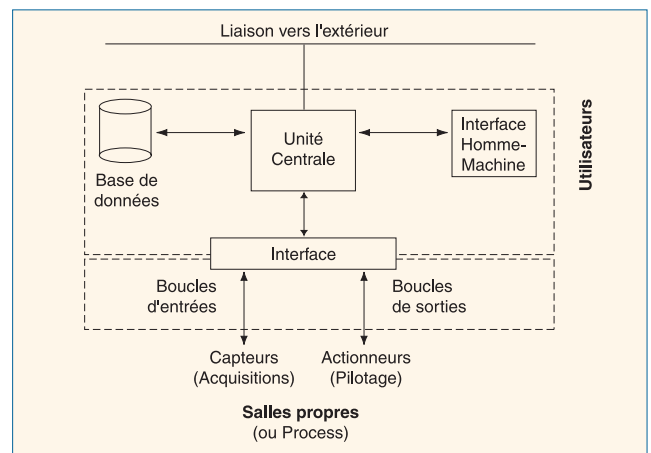 Liaison vers l'extérieur
Unité
Centrale
Interface
Homme-
Machine
Utilisateurs
Base de
données
Interface
Boucles
d'entrées
Boucles
de sorties
Capteurs
(Acquisitions)
Actionneurs
(Pilotage)
Salles propres
(ou Process)